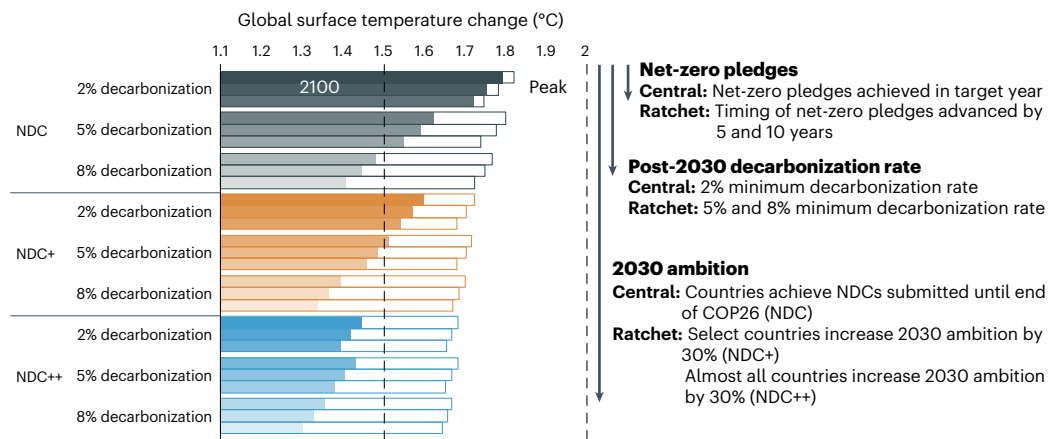 Global surface temperature change (°C)
1.1 1.2 1.3 1.4 1.5 1.6 1.7 1.8 1.9 2
2100
Peak
NDC
2% decarbonization
5% decarbonization
8% decarbonization
NDC+
2% decarbonization
5% decarbonization
8% decarbonization
NDC++
2% decarbonization
5% decarbonization
8% decarbonization
Net-zero pledges
Central: Net-zero pledges achieved in target year
Ratchet: Timing of net-zero pledges advanced by
5 and 10 years
Post-2030 decarbonization rate
Central: 2% minimum decarbonization rate
Ratchet: 5% and 8% minimum decarbonization rate
2030 ambition
Central: Countries achieve NDCs submitted until end
of COP26 (NDC)
Ratchet: Select countries increase 2030 ambition by
30% (NDC+)
Almost all countries increase 2030 ambition
by 30% (NDC++)